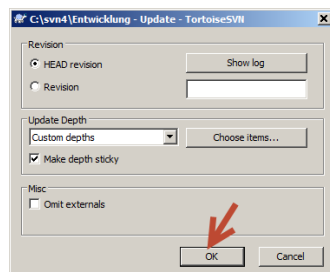 C:\svn4\Entwicklung - Update - TortoiseSVN
Revision
HEAD revision
Show log
Revision
Update Depth
Custom depths
Choose items...
Make depth sticky
Misc
Omit externals
OK
Cancel